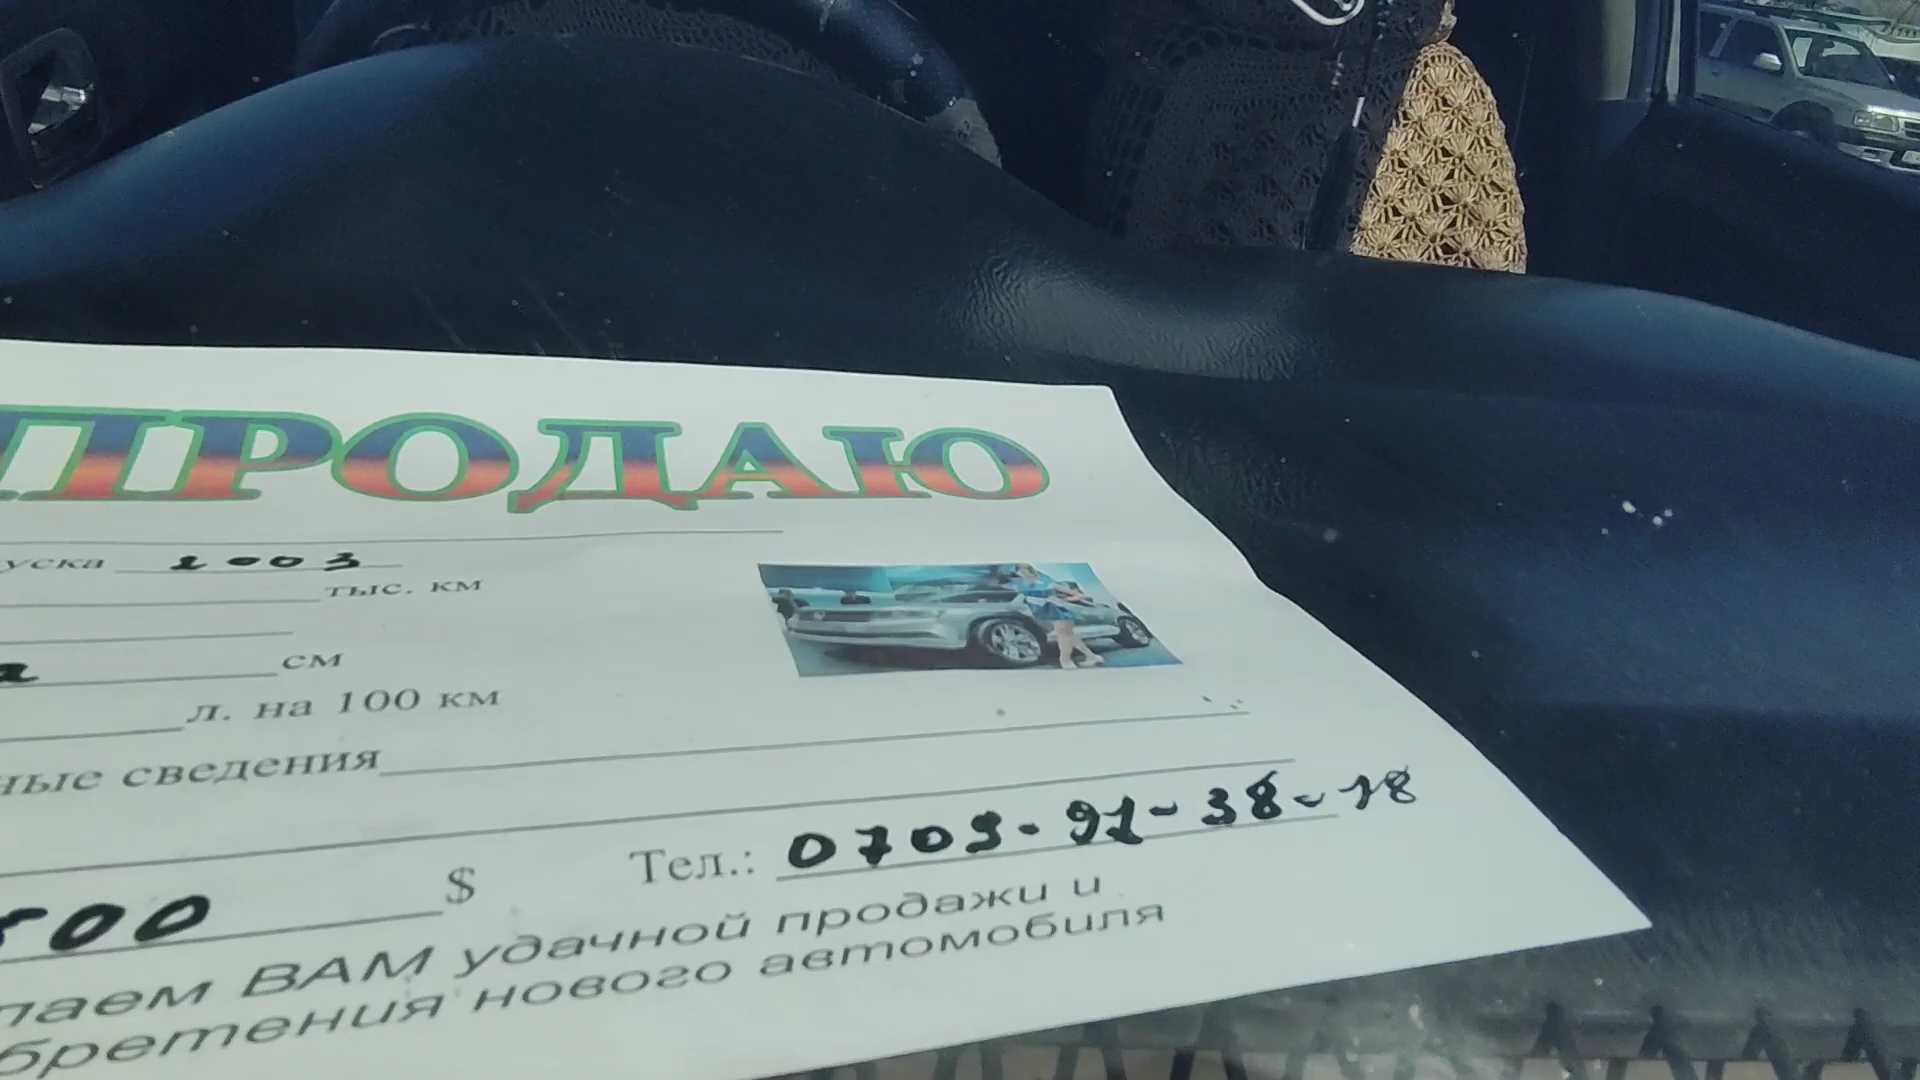 ПРОДАЮ
уска 2003
тыс. км
см
л. на 100 км
ные сведения
$ Тел.: 0709-91-38-18
500
лаем ВАМ удачной продажи и
бретения нового автомобиля